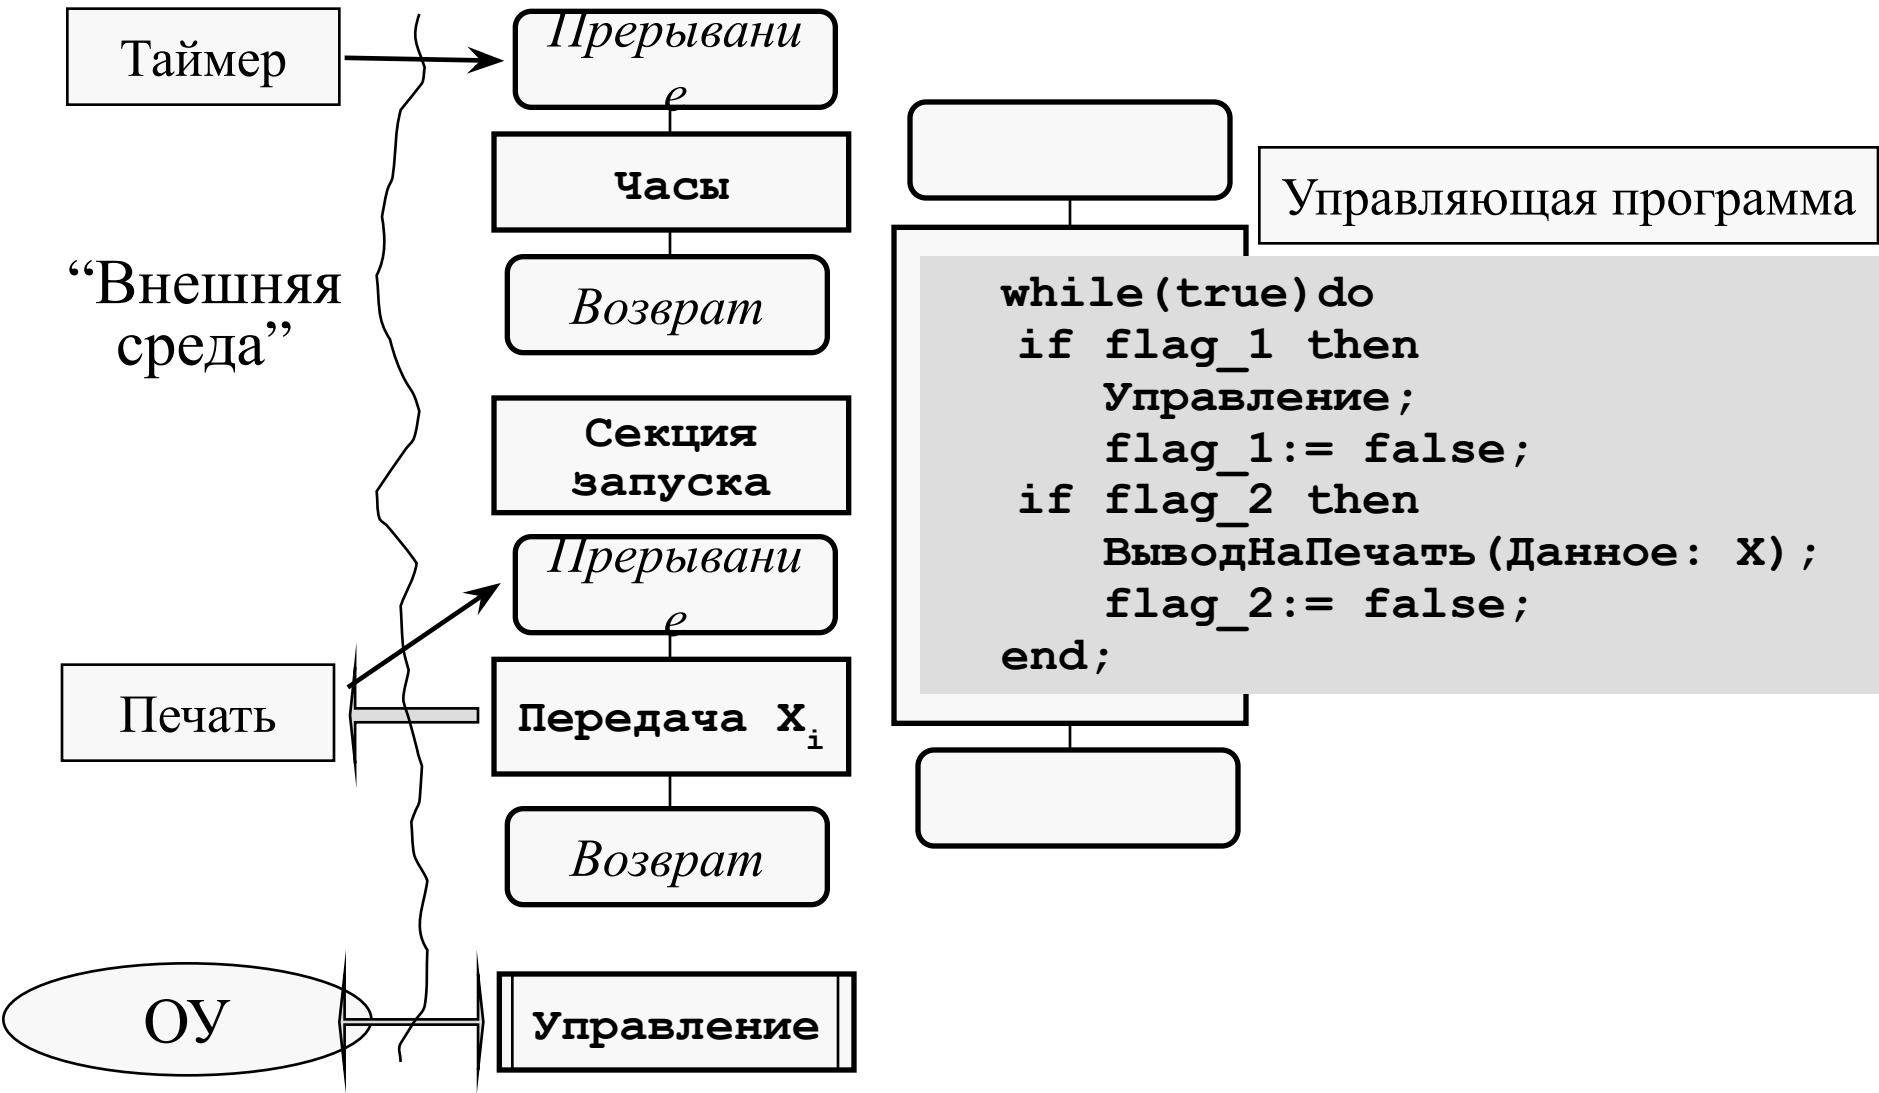 Таймер
Прерывани
е
Часы
Возврат
“Внешняя
среда”
Секция
запуска
Прерывани
е
Печать
Передача Xi
Возврат
ОУ
Управление
Управляющая программа
while(true)do
if flag_1 then
Управление;
flag_1:= false;
if flag_2 then
ВыводНаПечать(Данное: X);
flag_2:= false;
end;